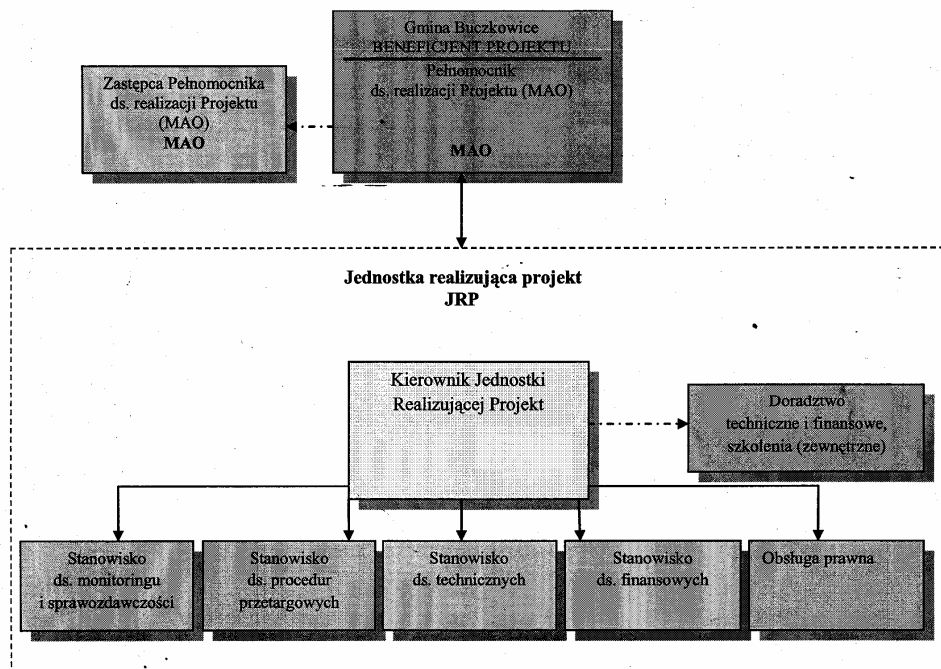 Gmina Buczkowice
BENEFICJENT PROJEKTU
Pełnomocnik
ds. realizacji Projektu (MAO)
MAO
Zastępca Pełnomocnika
ds. realizacji Projektu
(MAO)
MAO
Jednostka realizująca projekt
JRP
Kierownik Jednostki
Realizującej Projekt
Doradztwo
techniczne i finansowe,
szkolenia (zewnętrzne)
Stanowisko
ds. monitoringu
i sprawozdawczości
Stanowisko
ds. procedur
przetargowych
Stanowisko
ds. technicznych
Stanowisko
ds. finansowych
Obsługa prawna